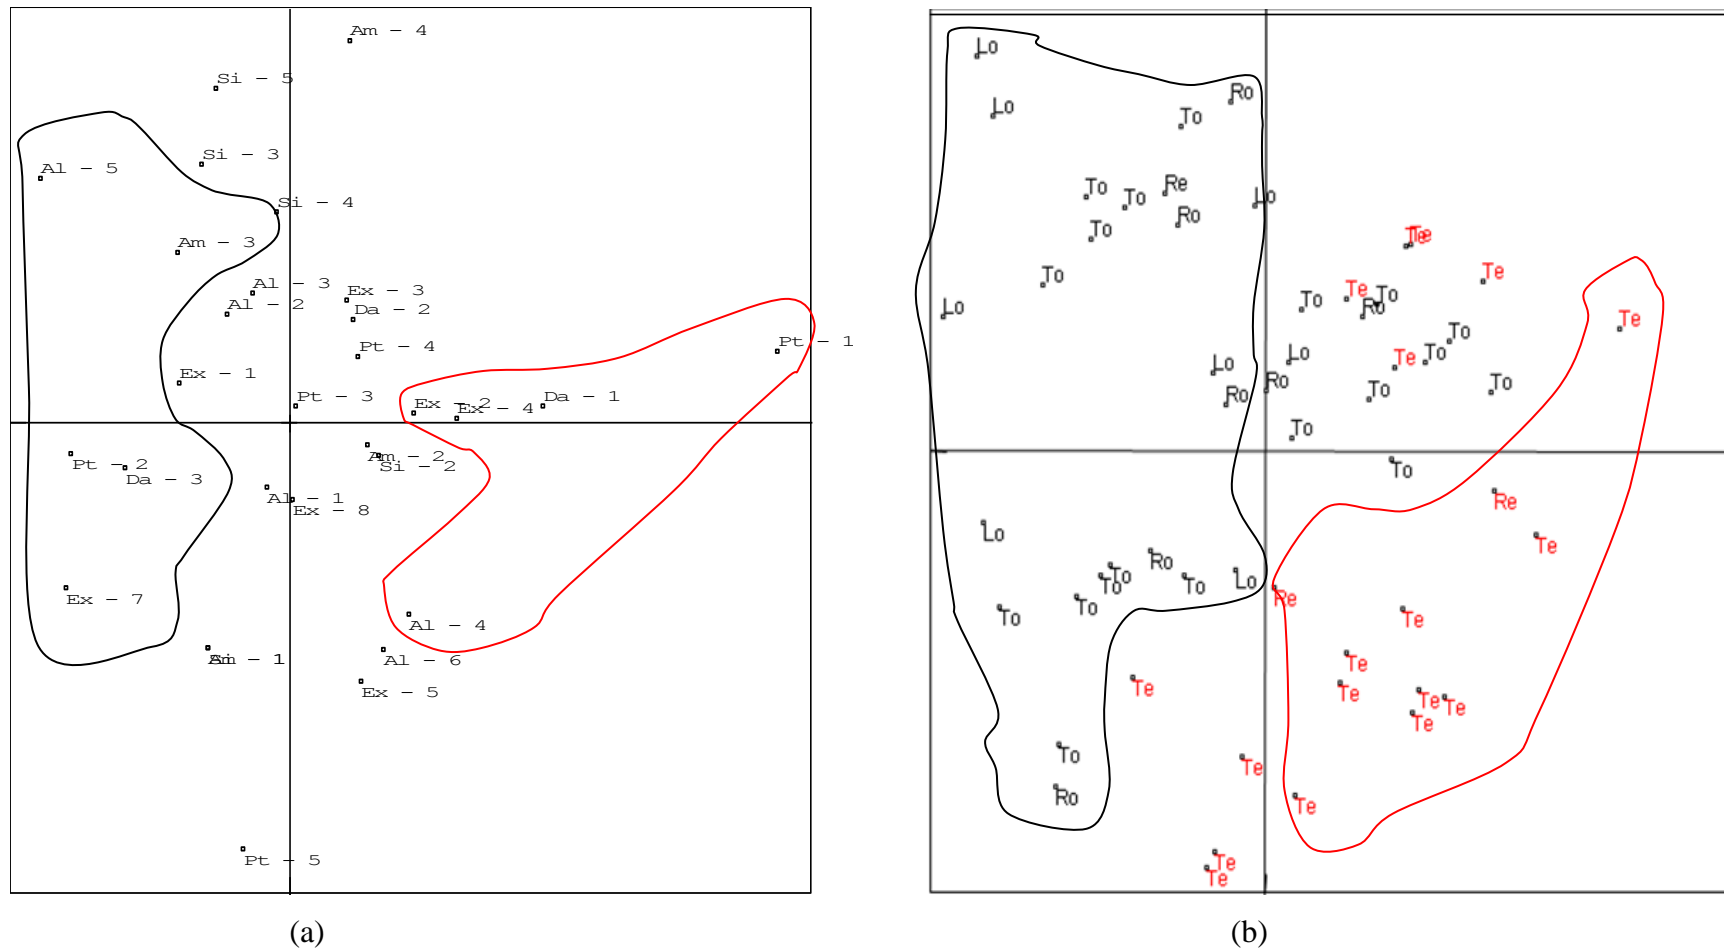 Am - 4
Si - 5
Si - 3
Al - 5
Si - 4
Am - 3
Al - 3
Ex - 3
Al - 2
Da - 2
Pt - 4
Pt - 1
Ex - 1
Pt - 3
Ex - 2
Ex - 4
Da - 1
Am - 2
Si - 2
Pt - 2
Da - 3
Al - 1
Ex - 8
Ex - 7
Al - 4
Am - 1
Al - 6
Ex - 5
Pt - 5
(a)
Lo
Ro
Lo
To
To
To
Re
Lo
Ro
To
Te
Te
To
Te
Te
To
To
Lo
Ro
Te
To
Lo
Lo
Te
To
Ro
Ro
To
To
To
To
Re
Lo
Te
Ro
To
To
To
Lo
To
To
Re
Te
Te
Te
Te
Te
Te
Te
To
Te
Ro
Te
Te
Te
(b)